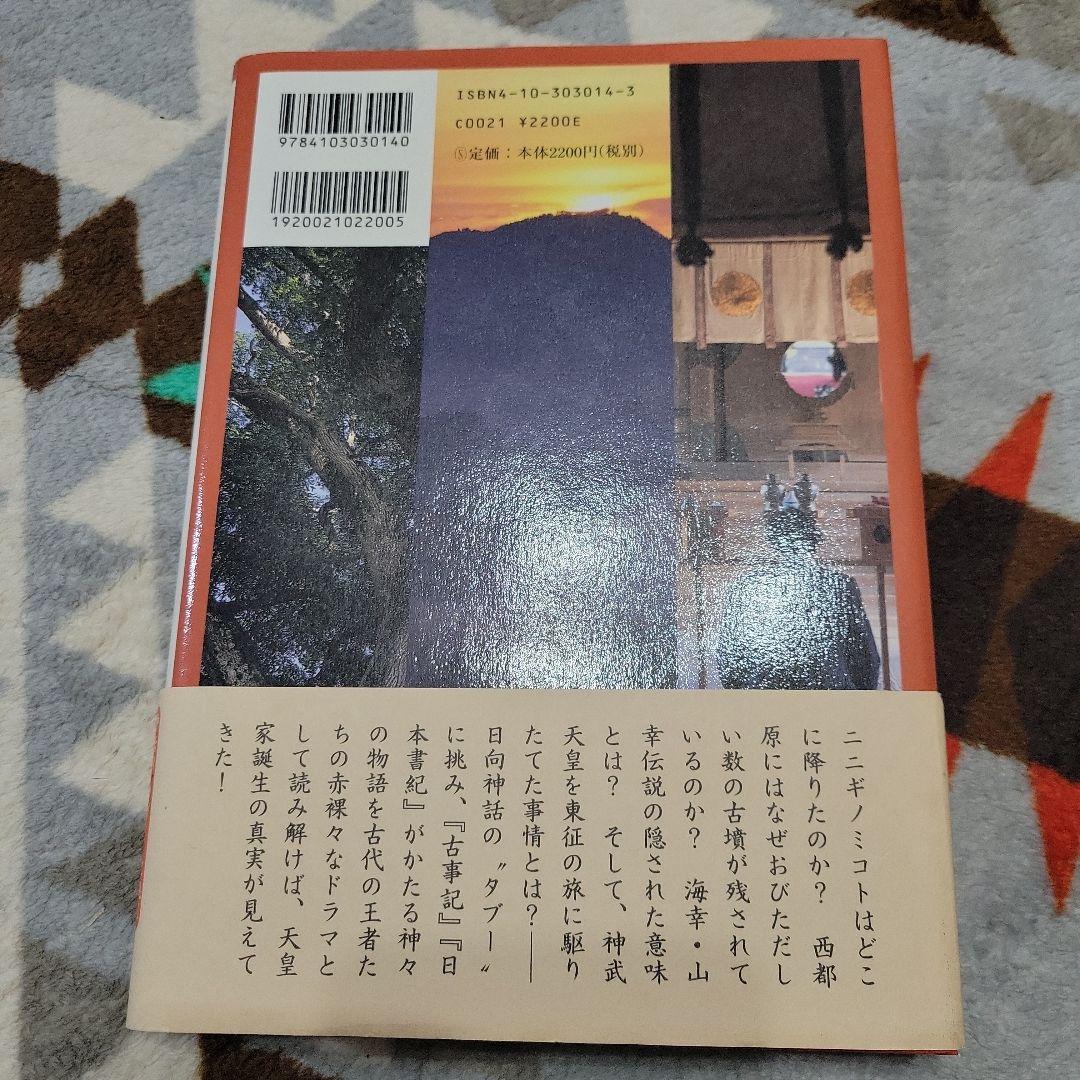 9784103030140
1920021022005
ISBN4-10-303014-3
C0021 ¥2200E
Ⓢ定価：本体2200円(税別)
ニニギノミコトはどこ
に降りたのか？　西都
原にはなぜおびただし
い数の古墳が残されて
いるのか？　海幸・山
幸伝説の隠された意味
とは？　そして、神武
天皇を東征の旅に駆り
たてた事情とは？――
日向神話の〝タブー〟
に挑み、『古事記』『日
本書紀』がかたる神々
の物語を古代の王者た
ちの赤裸々なドラマと
して読み解けば、天皇
家誕生の真実が見えて
きた！